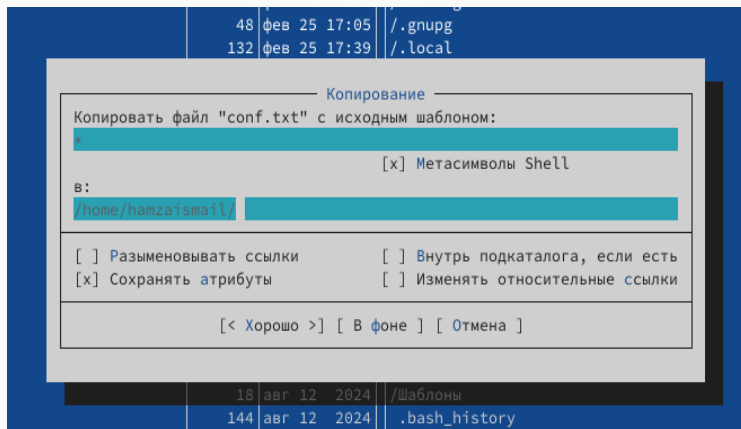 48 фев 25 17:05 /.gnupg
132 фев 25 17:39 /.local
Копирование
Копировать файл "conf.txt" с исходным шаблоном:
*
[x] Метасимволы Shell
в:
/home/hamzaismail/
[ ] Разыменовывать ссылки [ ] Внутрь подкаталога, если есть
[x] Сохранять атрибуты [ ] Изменять относительные ссылки
[< Хорошо >] [ В фоне ] [ Отмена ]
18 авг 12 2024 /Шаблоны
144 авг 12 2024 .bash_history